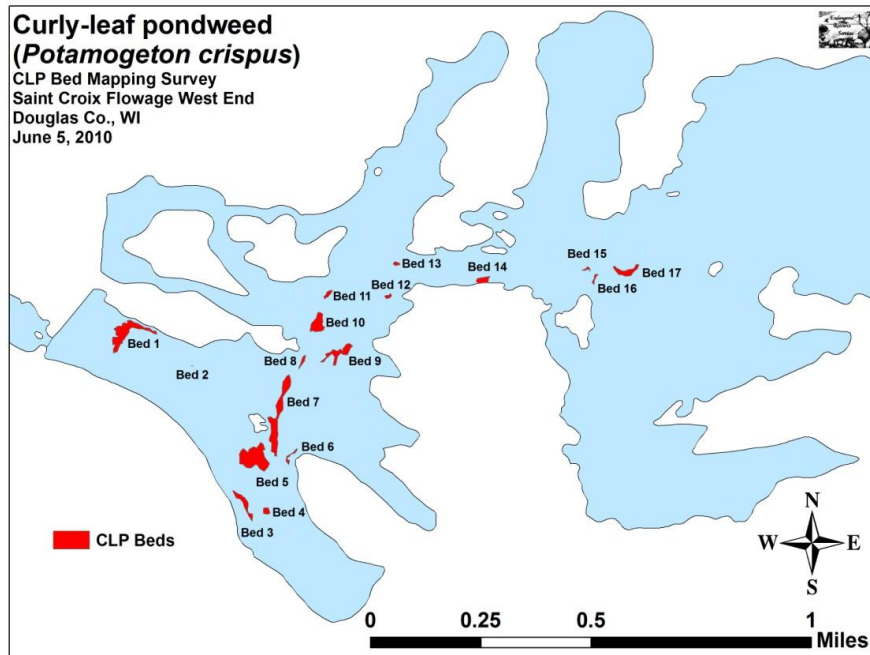 Curly-leaf pondweed
(Potamogeton crispus)
CLP Bed Mapping Survey
Saint Croix Flowage West End
Douglas Co., WI
June 5, 2010
Endangered
Resource
Services
Bed 13
Bed 14
Bed 15
Bed 17
Bed 16
Bed 12
Bed 11
Bed 10
Bed 1
Bed 2
Bed 8
Bed 9
Bed 7
Bed 6
Bed 5
Bed 4
Bed 3
CLP Beds
N
W
E
S
0
0.25
0.5
1
Miles